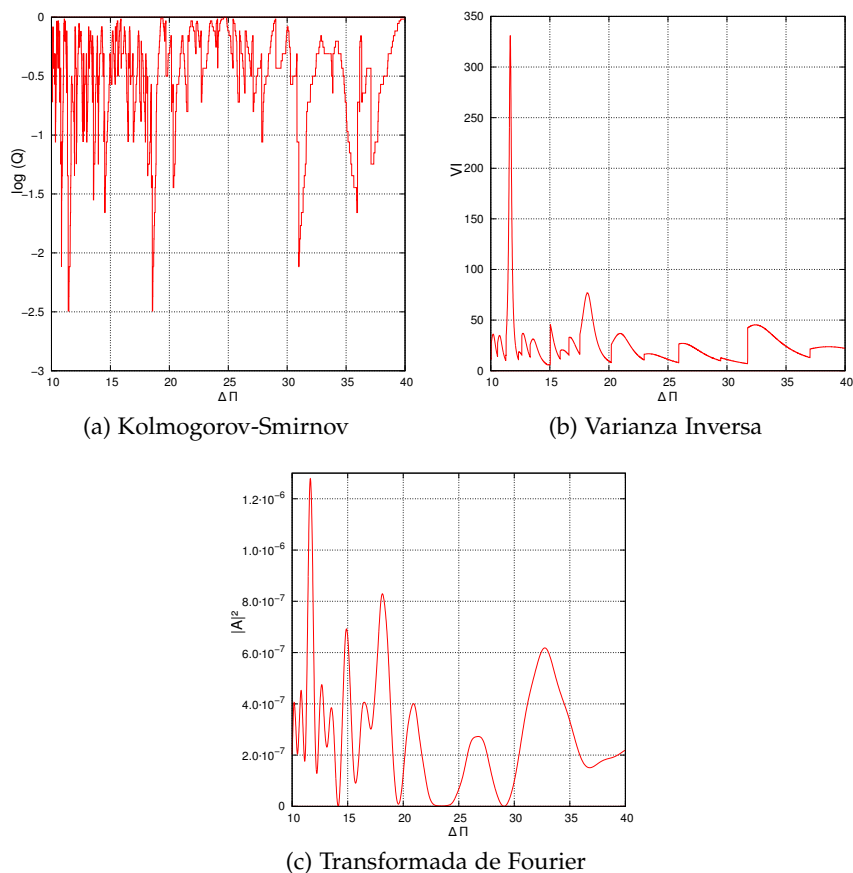 0
−0.5
−1
−1.5
−2
−2.5
−3
log (Q)
10 15 20 25 30 35 40
Δ Π
(a) Kolmogorov-Smirnov
350
300
250
200
150
100
50
0
VI
10 15 20 25 30 35 40
Δ Π
(b) Varianza Inversa
1.2·10⁻⁶
1.0·10⁻⁶
8.0·10⁻⁷
6.0·10⁻⁷
4.0·10⁻⁷
2.0·10⁻⁷
0
|A|²
10 15 20 25 30 35 40
Δ Π
(c) Transformada de Fourier